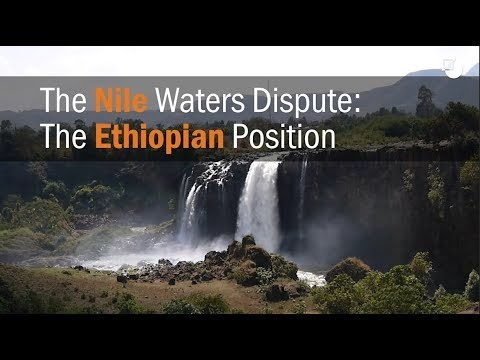 The Nile Waters Dispute:
The Ethiopian Position